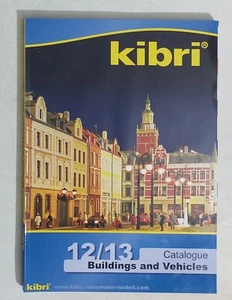 kibri®
12/13
Catalogue
Buildings and Vehicles
kibri